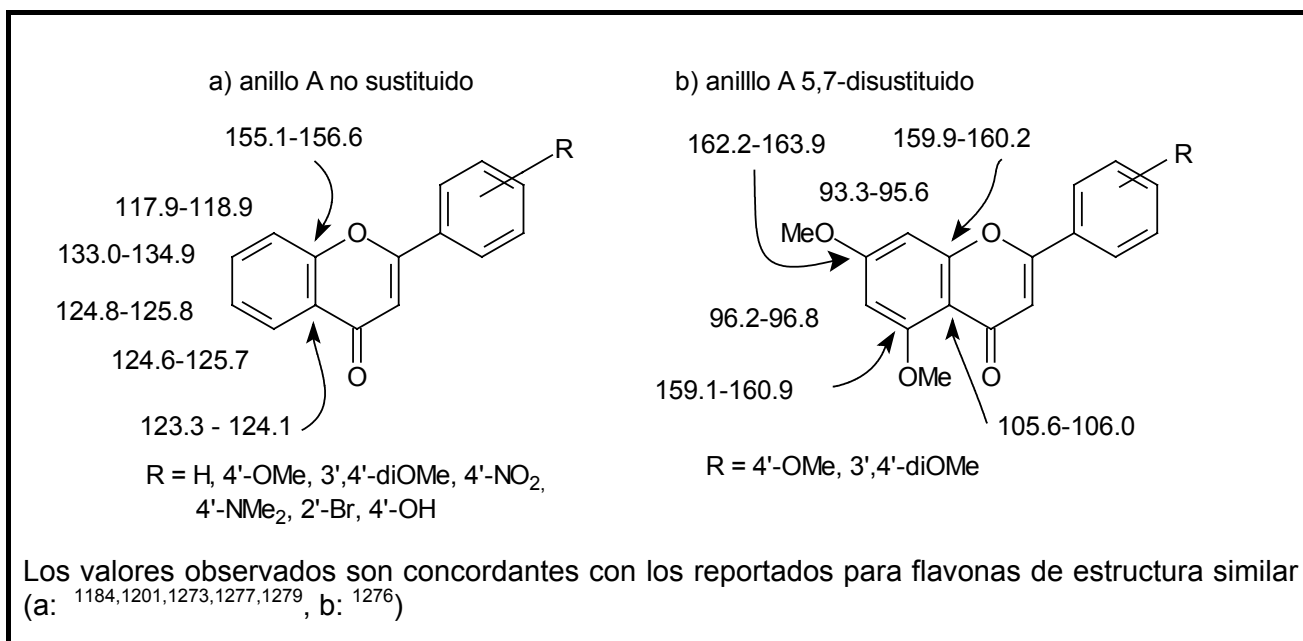 a) anillo A no sustituido
155.1-156.6
R
117.9-118.9
O
133.0-134.9
124.8-125.8
124.6-125.7
O
123.3 - 124.1
R = H, 4'-OMe, 3',4'-diOMe, 4'-NO2,
4'-NMe2, 2'-Br, 4'-OH
b) anilllo A 5,7-disustituido
162.2-163.9
159.9-160.2
R
93.3-95.6
MeO
O
96.2-96.8
OMe
O
159.1-160.9
105.6-106.0
R = 4'-OMe, 3',4'-diOMe
Los valores observados son concordantes con los reportados para flavonas de estructura similar
(a: 1184,1201,1273,1277,1279, b: 1276)